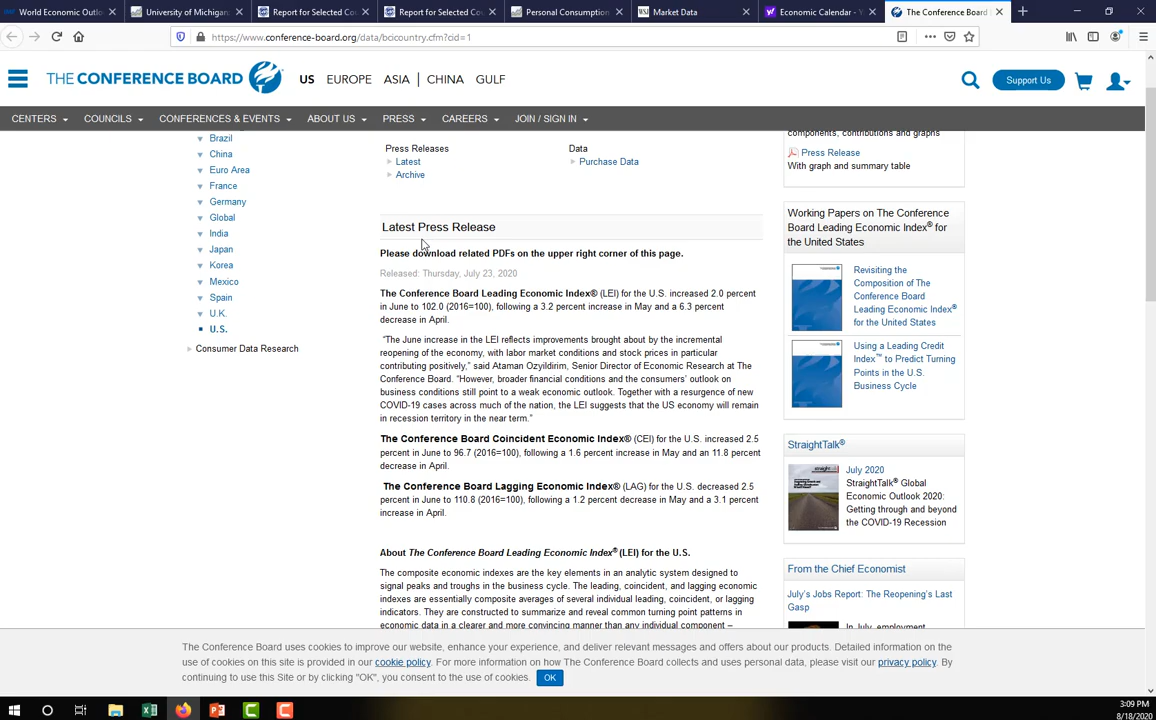 World Economic Outlo
University of Michigan
Report for Selected Cou
Report for Selected Cou
Personal Consumption
WSJ Market Data
Economic Calendar - Y
The Conference Board
https://www.conference-board.org/data/bcicountry.cfm?cid=1
THE CONFERENCE BOARD
US EUROPE ASIA | CHINA GULF
Support Us
CENTERS COUNCILS CONFERENCES & EVENTS ABOUT US PRESS CAREERS JOIN / SIGN IN
Brazil
China
Euro Area
France
Germany
Global
India
Japan
Korea
Mexico
Spain
U.K.
U.S.
Consumer Data Research
Press Releases
Latest
Archive
Data
Purchase Data
Latest Press Release
Please download related PDFs on the upper right corner of this page.
Released: Thursday, July 23, 2020
The Conference Board Leading Economic Index® (LEI) for the U.S. increased 2.0 percent
in June to 102.0 (2016=100), following a 3.2 percent increase in May and a 6.3 percent
decrease in April.
"The June increase in the LEI reflects improvements brought about by the incremental
reopening of the economy, with labor market conditions and stock prices in particular
contributing positively," said Ataman Ozyildirim, Senior Director of Economic Research at The
Conference Board. "However, broader financial conditions and the consumers' outlook on
business conditions still point to a weak economic outlook. Together with a resurgence of new
COVID-19 cases across much of the nation, the LEI suggests that the US economy will remain
in recession territory in the near term."
The Conference Board Coincident Economic Index® (CEI) for the U.S. increased 2.5
percent in June to 96.7 (2016=100), following a 1.6 percent increase in May and an 11.8 percent
decrease in April.
The Conference Board Lagging Economic Index® (LAG) for the U.S. decreased 2.5
percent in June to 110.8 (2016=100), following a 1.2 percent decrease in May and a 3.1 percent
increase in April.
About The Conference Board Leading Economic Index® (LEI) for the U.S.
The composite economic indexes are the key elements in an analytic system designed to
signal peaks and troughs in the business cycle. The leading, coincident, and lagging economic
indexes are essentially composite averages of several individual leading, coincident, or lagging
indicators. They are constructed to summarize and reveal common turning point patterns in
economic data in a clearer and more convincing manner than any individual component –
components, contributions and graphs
Press Release
With graph and summary table
Working Papers on The Conference
Board Leading Economic Index® for
the United States
Revisiting the
Composition of The
Conference Board
Leading Economic Index®
for the United States
Using a Leading Credit
Index™ to Predict Turning
Points in the U.S.
Business Cycle
StraightTalk®
July 2020
StraightTalk® Global
Economic Outlook 2020:
Getting through and beyond
the COVID-19 Recession
From the Chief Economist
July's Jobs Report: The Reopening's Last
Gasp
In July, employment
The Conference Board uses cookies to improve our website, enhance your experience, and deliver relevant messages and offers about our products. Detailed information on the
use of cookies on this site is provided in our cookie policy. For more information on how The Conference Board collects and uses personal data, please visit our privacy policy. By
continuing to use this Site or by clicking "OK", you consent to the use of cookies. OK
3:09 PM
8/18/2020